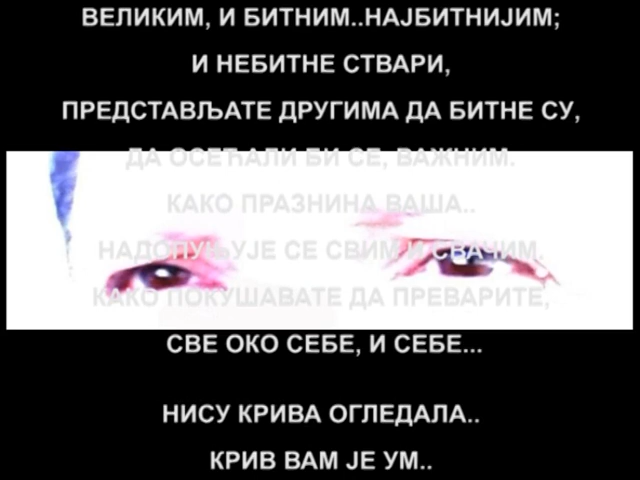 ВЕЛИКИМ, И БИТНИМ..НАЈБИТНИЈИМ;
И НЕБИТНЕ СТВАРИ,
ПРЕДСТАВЉАТЕ ДРУГИМА ДА БИТНЕ СУ,
ДА ОСЕЋАЛИ БИ СЕ, ВАЖНИМ.
КАКО ПРАЗНИНА ВАША..
НАДОПУЊУЈЕ СЕ СВИМ И СВАЧИМ,
КАКО ПОКУШАВАТЕ ДА ПРЕВАРИТЕ,
СВЕ ОКО СЕБЕ, И СЕБЕ...
НИСУ КРИВА ОГЛЕДАЛА..
КРИВ ВАМ ЈЕ УМ..